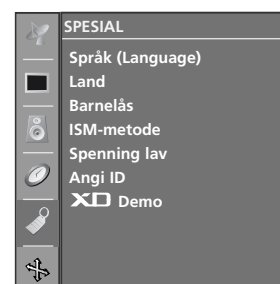 SPESIAL
Språk (Language)
Land
Barnelås
ISM-metode
Spenning lav
Angi ID
XD Demo